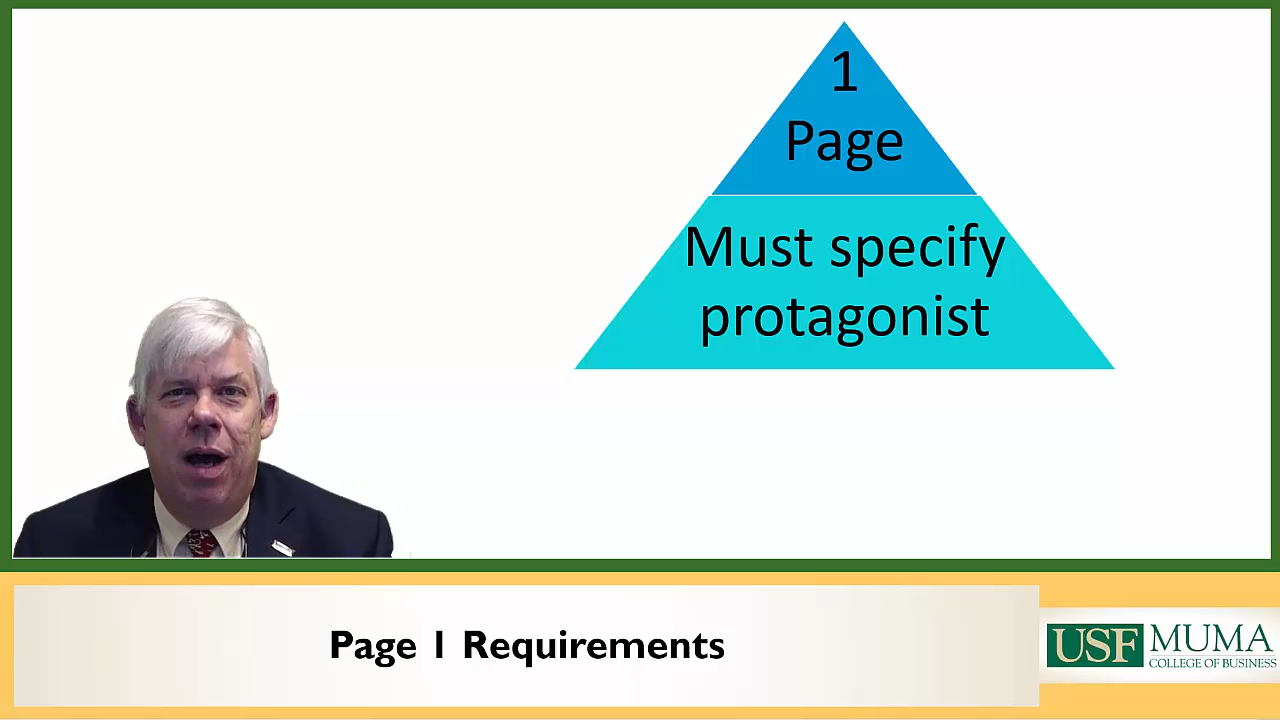 1
Page
Must specify
protagonist
Page 1 Requirements
USF MUMA
COLLEGE OF BUSINESS